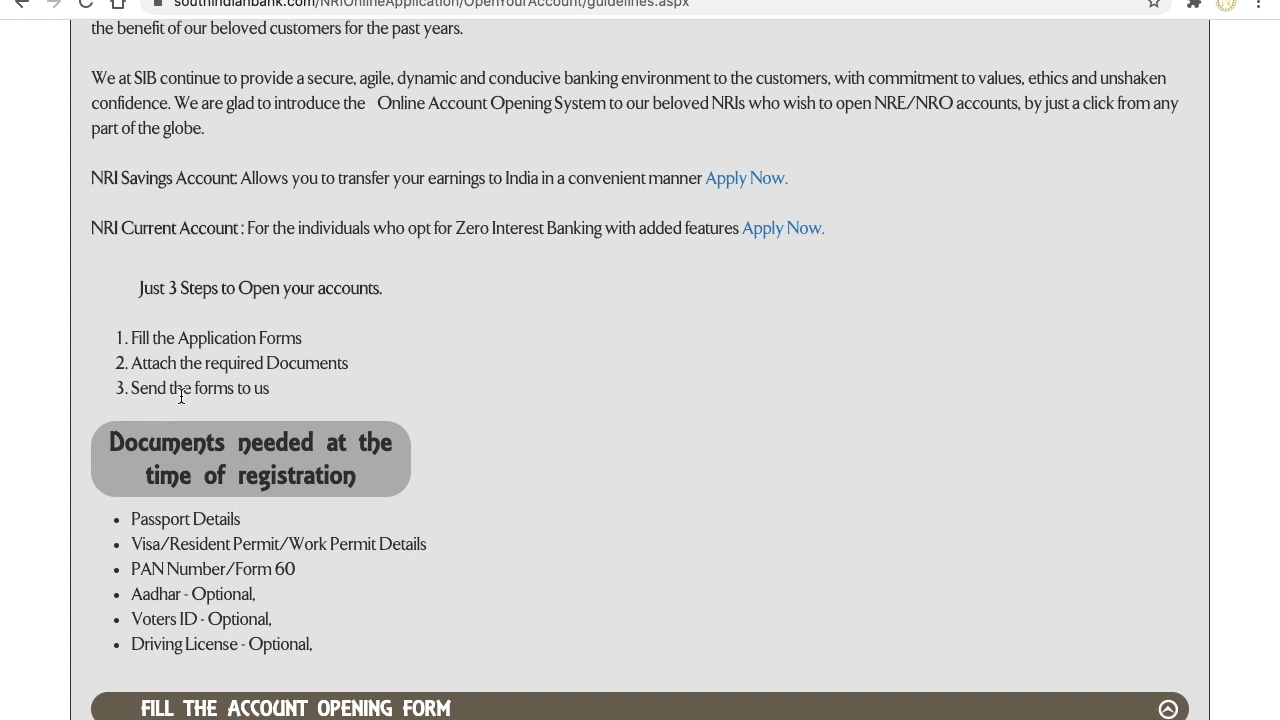 southindianbank.com/NRIOnlineApplication/OpenYourAccount/guidelines.aspx
the benefit of our beloved customers for the past years.
We at SIB continue to provide a secure, agile, dynamic and conducive banking environment to the customers, with commitment to values, ethics and unshaken
confidence. We are glad to introduce the Online Account Opening System to our beloved NRIs who wish to open NRE/NRO accounts, by just a click from any
part of the globe.
NRI Savings Account: Allows you to transfer your earnings to India in a convenient manner Apply Now.
NRI Current Account : For the individuals who opt for Zero Interest Banking with added features Apply Now.
Just 3 Steps to Open your accounts.
1. Fill the Application Forms
2. Attach the required Documents
3. Send the forms to us
Documents needed at the
time of registration
• Passport Details
• Visa/Resident Permit/Work Permit Details
• PAN Number/Form 60
• Aadhar - Optional,
• Voters ID - Optional,
• Driving License - Optional,
FILL THE ACCOUNT OPENING FORM